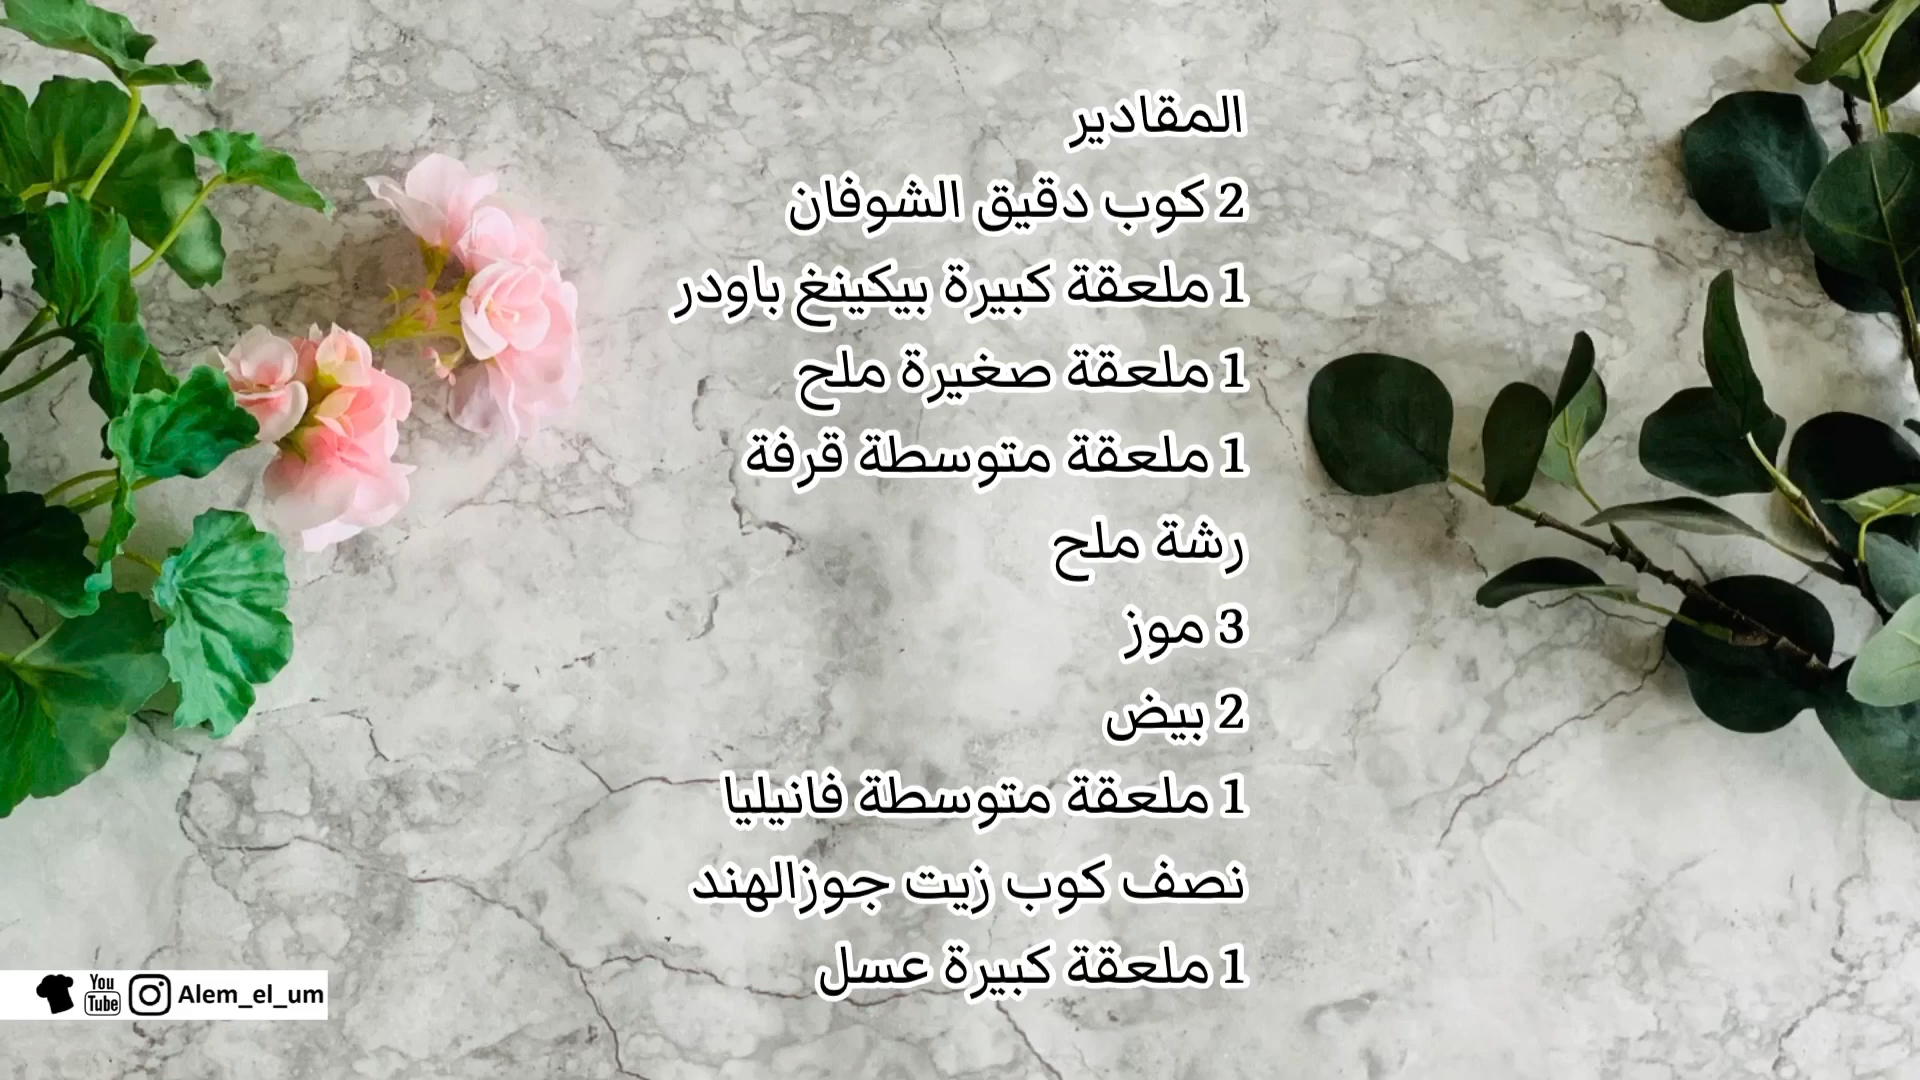 المقادير
2 كوب دقيق الشوفان
1 ملعقة كبيرة بيكينغ باودر
1 ملعقة صغيرة ملح
1 ملعقة متوسطة قرفة
رشة ملح
3 موز
2 بيض
1 ملعقة متوسطة فانيليا
نصف كوب زيت جوزالهند
1 ملعقة كبيرة عسل
You
Tube
Alem_el_um